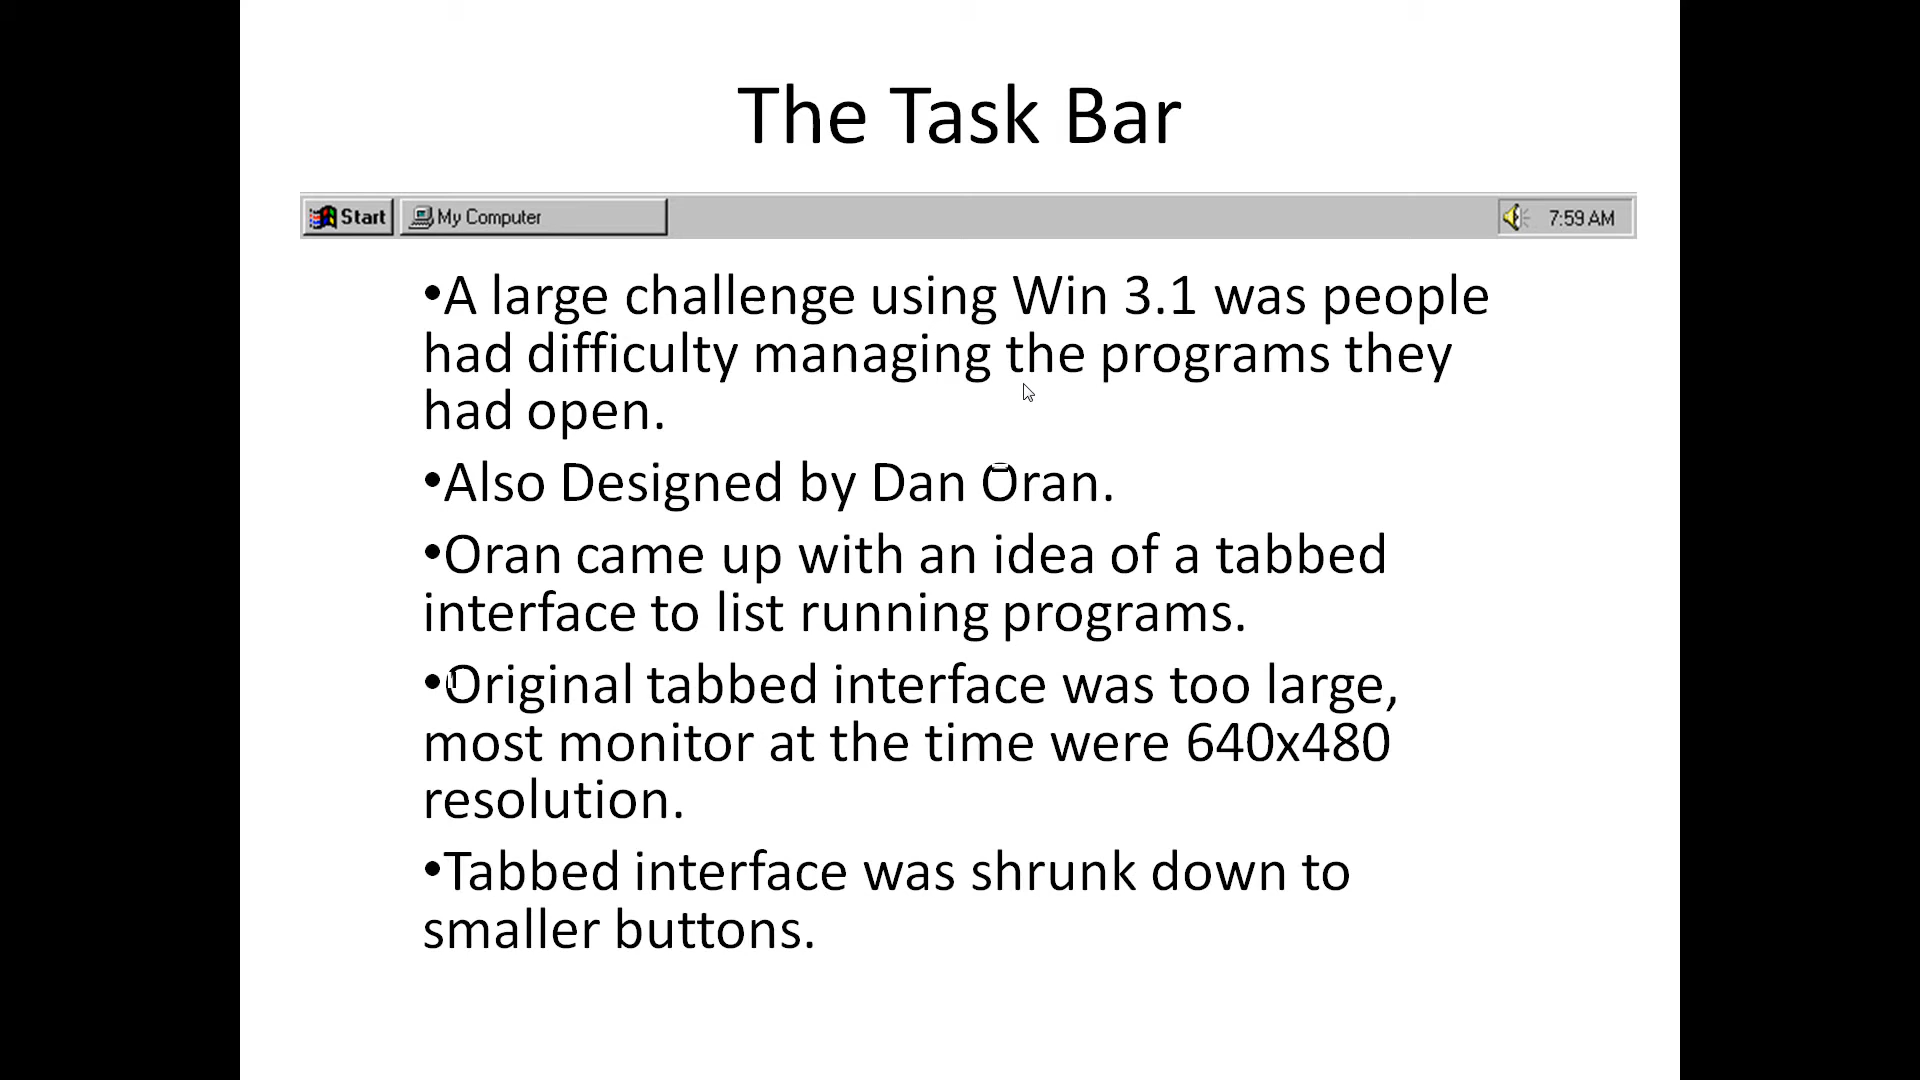 The Task Bar
Start My Computer 7:59 AM
•A large challenge using Win 3.1 was people
had difficulty managing the programs they
had open.
•Also Designed by Dan Oran.
•Oran came up with an idea of a tabbed
interface to list running programs.
•Original tabbed interface was too large,
most monitor at the time were 640x480
resolution.
•Tabbed interface was shrunk down to
smaller buttons.